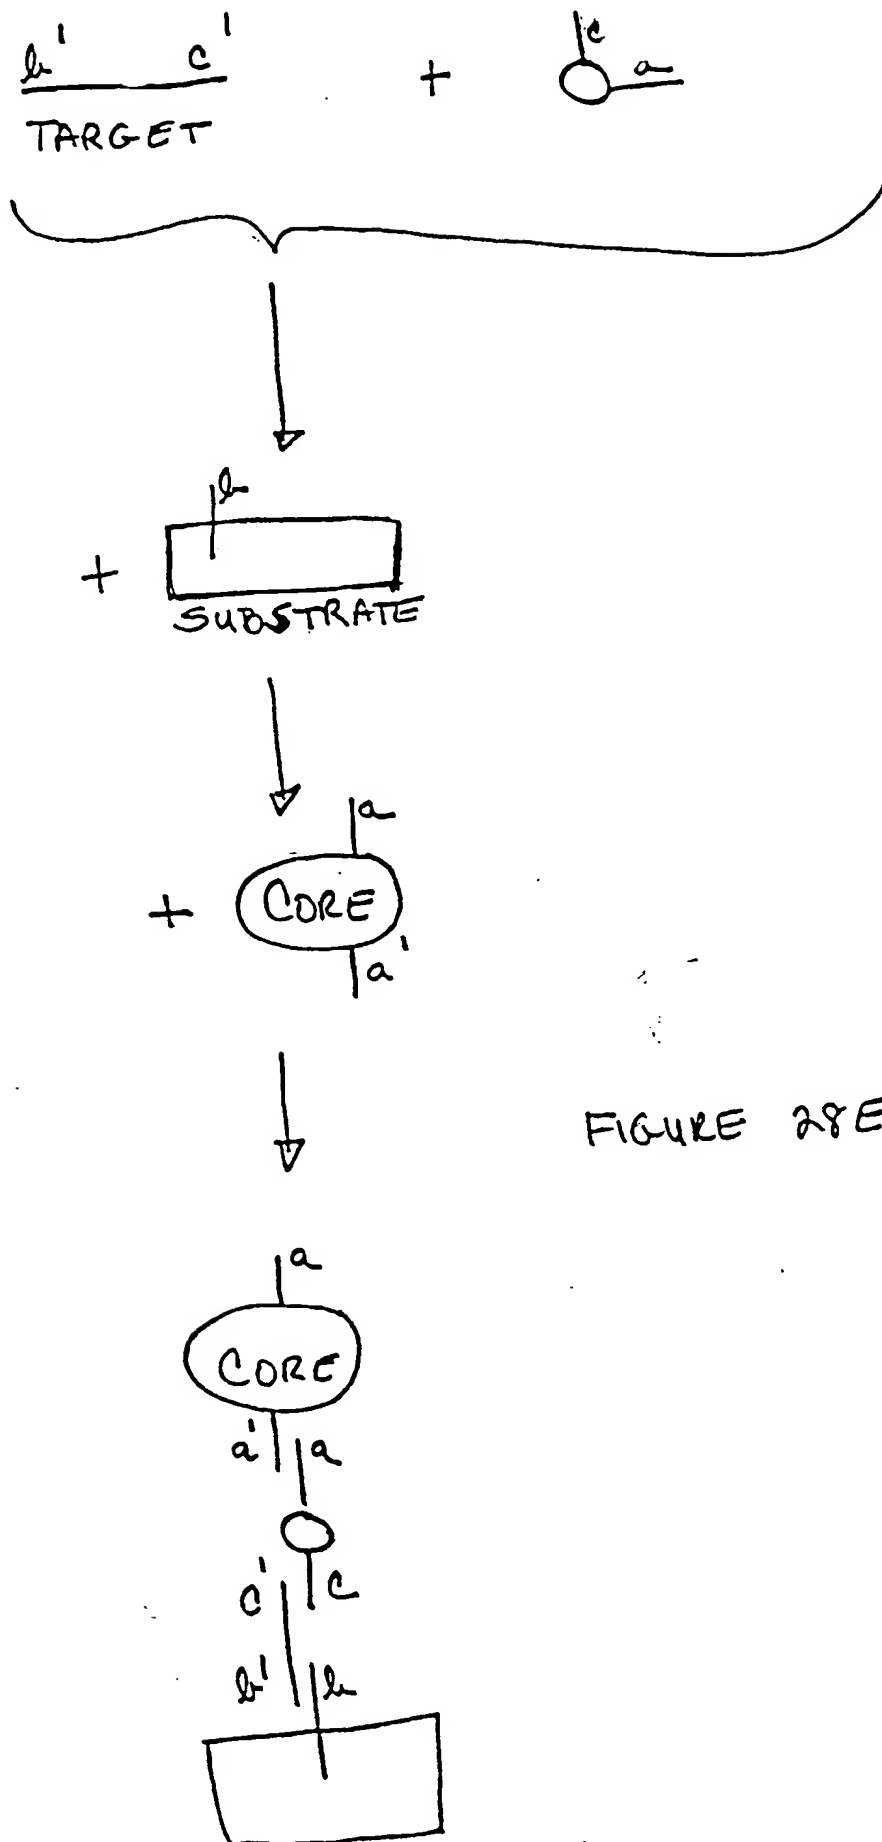 b' c' + c a
TARGET
b
+
SUBSTRATE
a
+ CORE
a'
FIGURE 28E
a
CORE
a' a
c' c
b' b